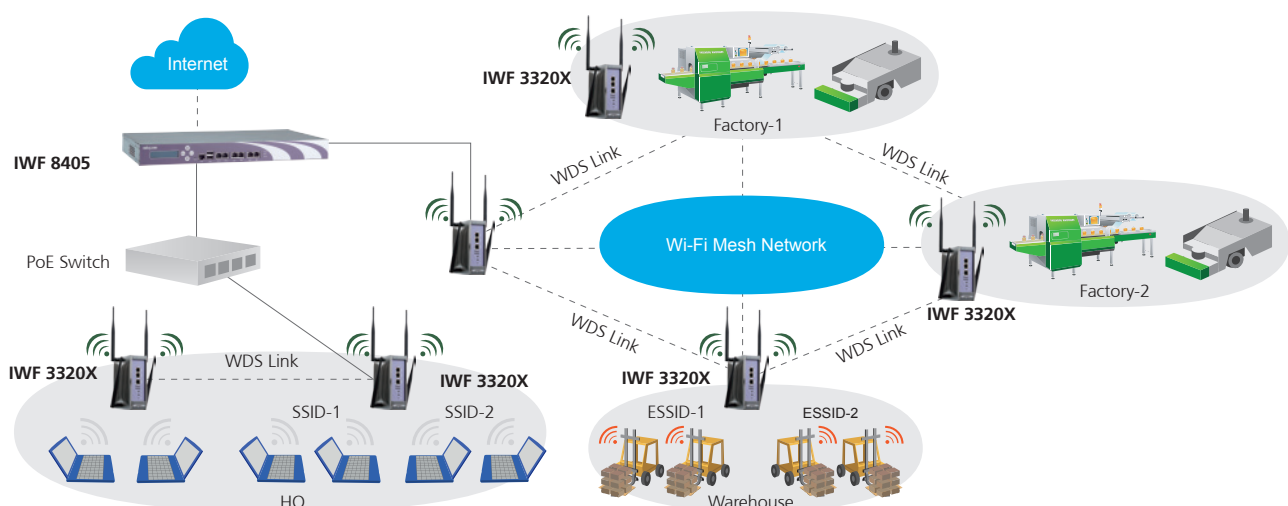 Internet
IWF 3320X
Factory-1
IWF 8405
WDS Link
WDS Link
Wi-Fi Mesh Network
PoE Switch
Factory-2
IWF 3320X
WDS Link
WDS Link
WDS Link
IWF 3320X
IWF 3320X
IWF 3320X
SSID-1
SSID-2
ESSID-1
ESSID-2
HQ
Warehouse